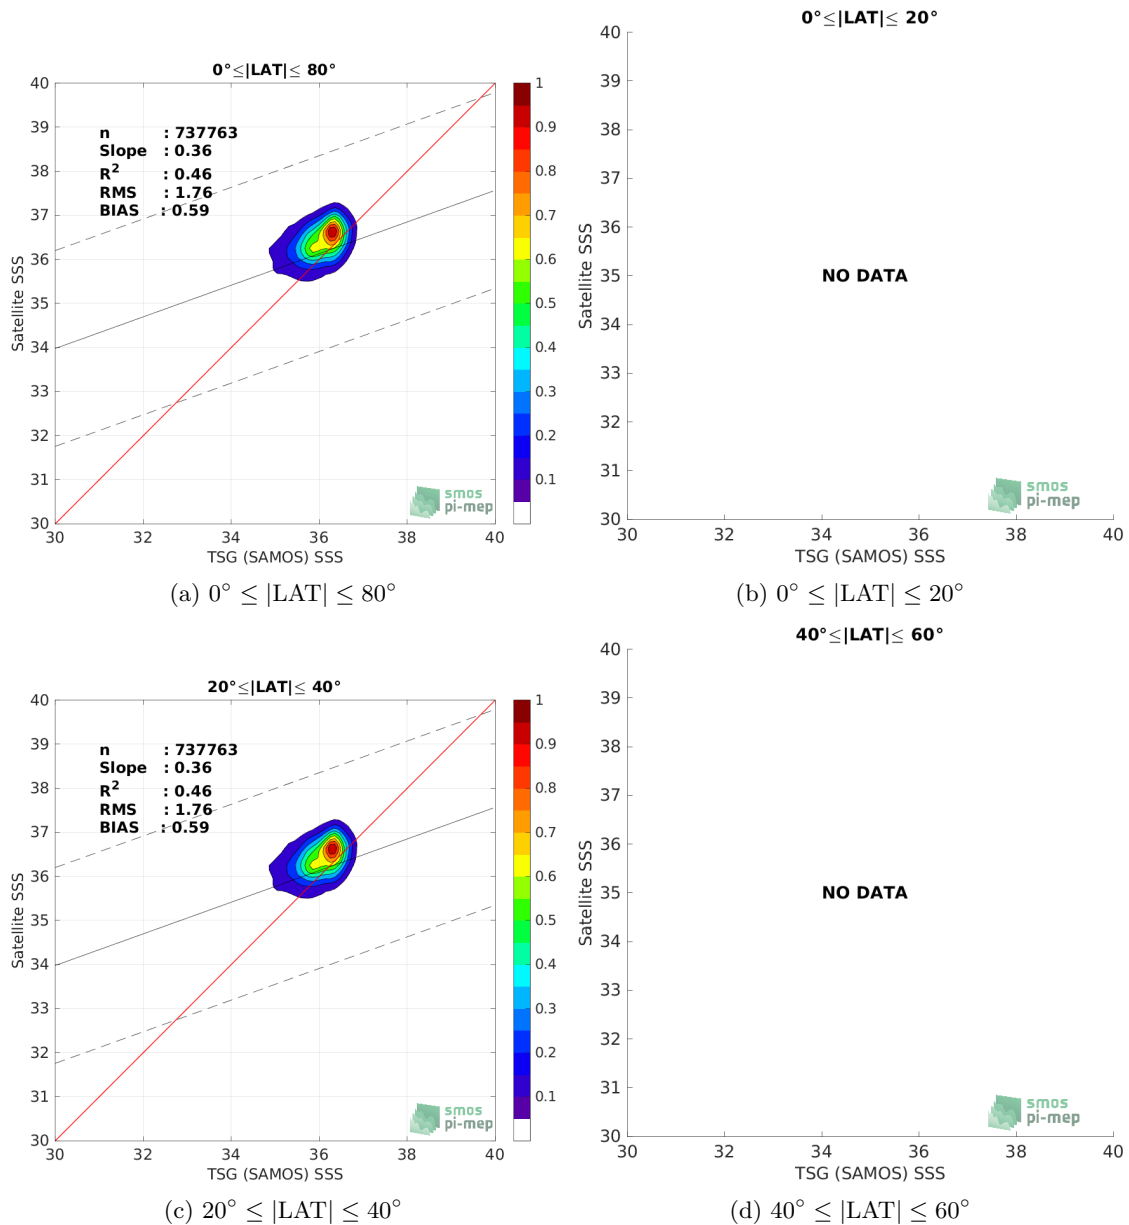 0°≤|LAT|≤ 80°
40
39
38
37
36
35
34
33
32
31
30
Satellite SSS
n : 737763
Slope : 0.36
R² : 0.46
RMS : 1.76
BIAS : 0.59
smos
pi-mep
30 32 34 36 38 40
TSG (SAMOS) SSS
1
0.9
0.8
0.7
0.6
0.5
0.4
0.3
0.2
0.1
(a) 0° ≤ |LAT| ≤ 80°
0°≤|LAT|≤ 20°
40
39
38
37
36
35
34
33
32
31
30
Satellite SSS
NO DATA
smos
pi-mep
30 32 34 36 38 40
TSG (SAMOS) SSS
(b) 0° ≤ |LAT| ≤ 20°
20°≤|LAT|≤ 40°
40
39
38
37
36
35
34
33
32
31
30
Satellite SSS
n : 737763
Slope : 0.36
R² : 0.46
RMS : 1.76
BIAS : 0.59
smos
pi-mep
30 32 34 36 38 40
TSG (SAMOS) SSS
1
0.9
0.8
0.7
0.6
0.5
0.4
0.3
0.2
0.1
(c) 20° ≤ |LAT| ≤ 40°
40°≤|LAT|≤ 60°
40
39
38
37
36
35
34
33
32
31
30
Satellite SSS
NO DATA
smos
pi-mep
30 32 34 36 38 40
TSG (SAMOS) SSS
(d) 40° ≤ |LAT| ≤ 60°